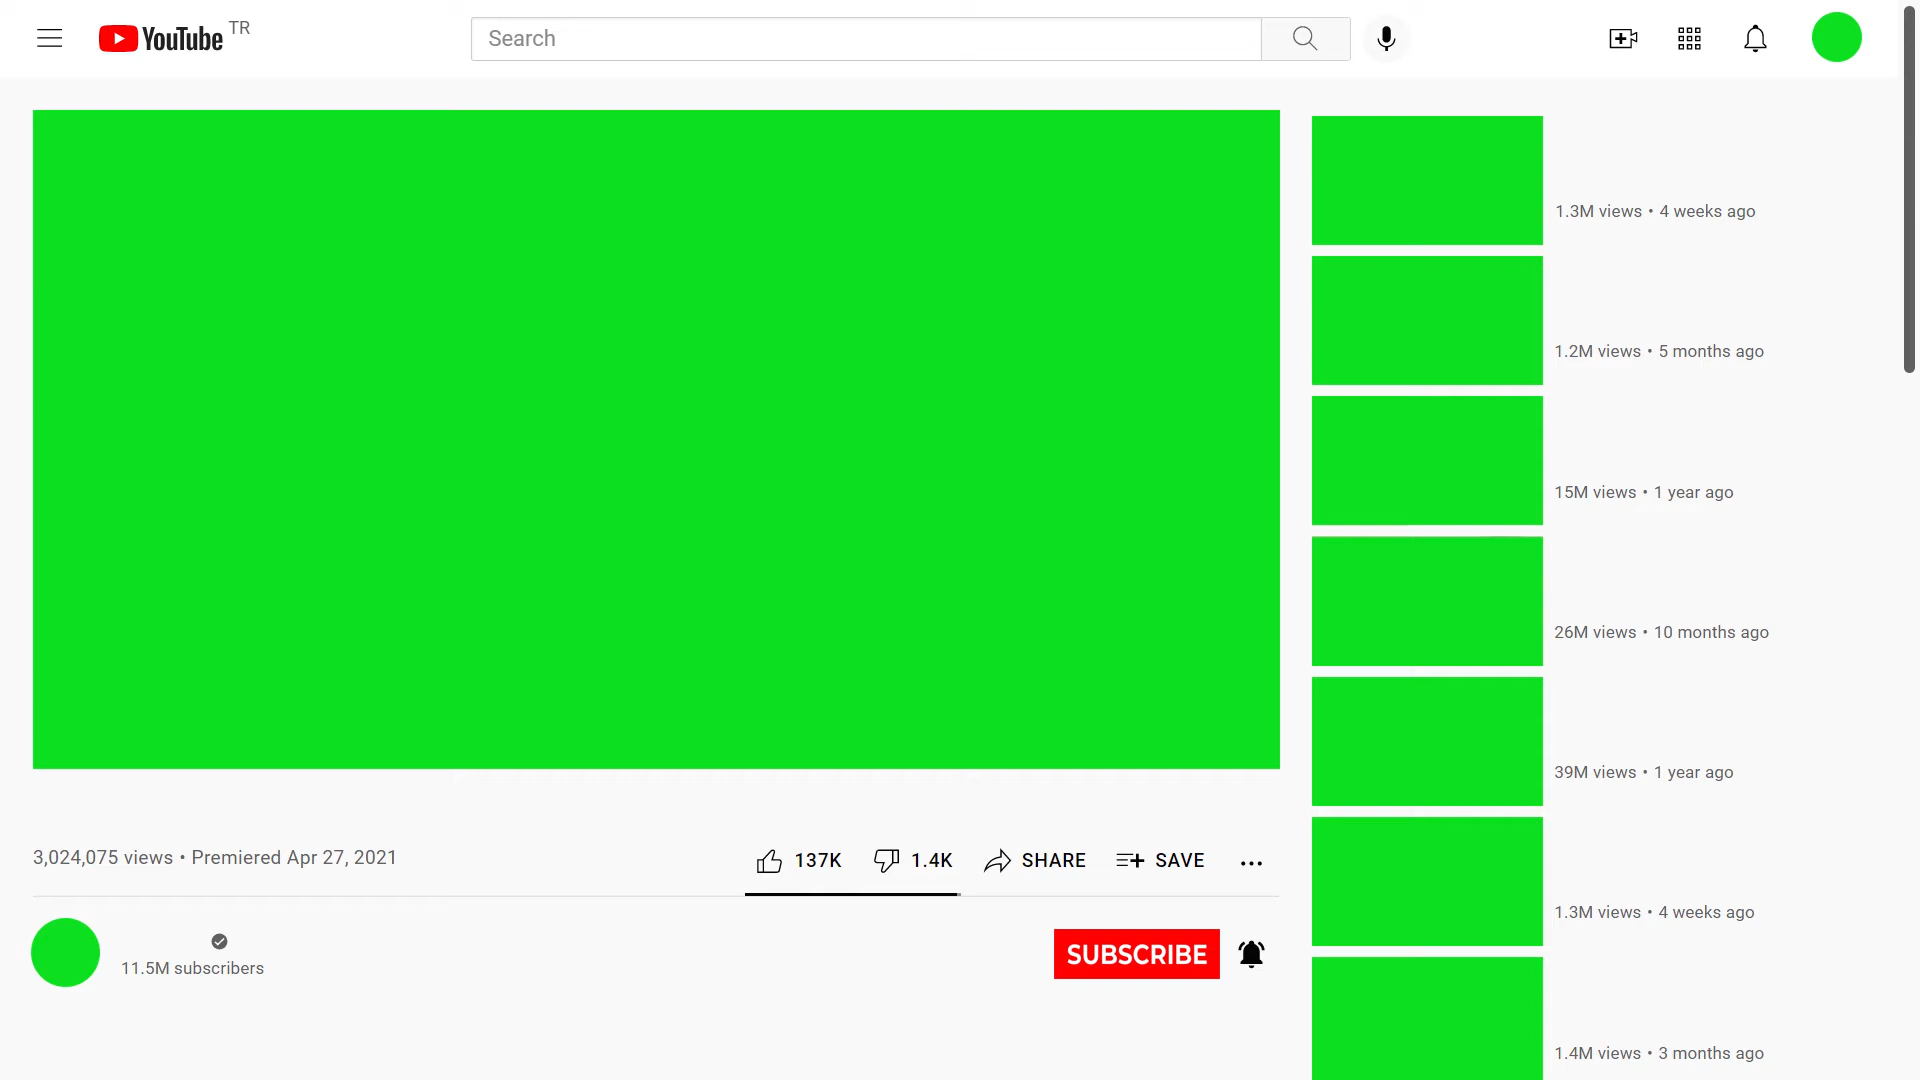 YouTube TR
Search
1.3M views • 4 weeks ago
1.2M views • 5 months ago
15M views • 1 year ago
26M views • 10 months ago
39M views • 1 year ago
1.3M views • 4 weeks ago
1.4M views • 3 months ago
3,024,075 views • Premiered Apr 27, 2021
137K 1.4K SHARE SAVE
11.5M subscribers
SUBSCRIBE